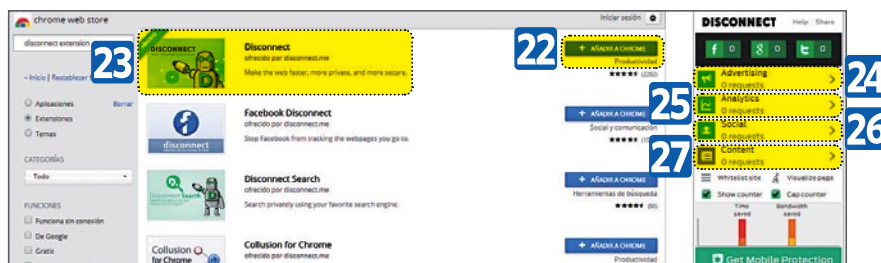 chrome web store
Iniciar sesión
disconnect extension
23
« Inicio | Restablecer
Aplicaciones
Borrar
Extensiones
Temas
CATEGORÍAS
Todo
FUNCIONES
Funciona sin conexión
De Google
Gratis
DISCONNECT
Disconnect
ofrecido por disconnect.me
Make the web faster, more private, and more secure.
22
+ AÑADIR A CHROME
Productividad
(2262)
disconnect
Facebook Disconnect
ofrecido por disconnect.me
Stop Facebook from tracking the webpages you go to.
+ AÑADIR A CHROME
Social y comunicación
Disconnect Search
Disconnect Search
ofrecido por disconnect.me
Search privately using your favorite search engine.
+ AÑADIR A CHROME
Herramientas de búsqueda
Collusion
for Chrome
Collusion for Chrome
ofrecido por disconnect.me
+ AÑADIR A CHROME
Productividad
DISCONNECT
Help Share
f 0 8 0 t 0
Advertising
0 requests
24
25
Analytics
0 requests
Social
0 requests
26
27
Content
0 requests
Whitelist site Visualize page
Show counter Cap counter
Time saved
Bandwidth saved
Get Mobile Protection